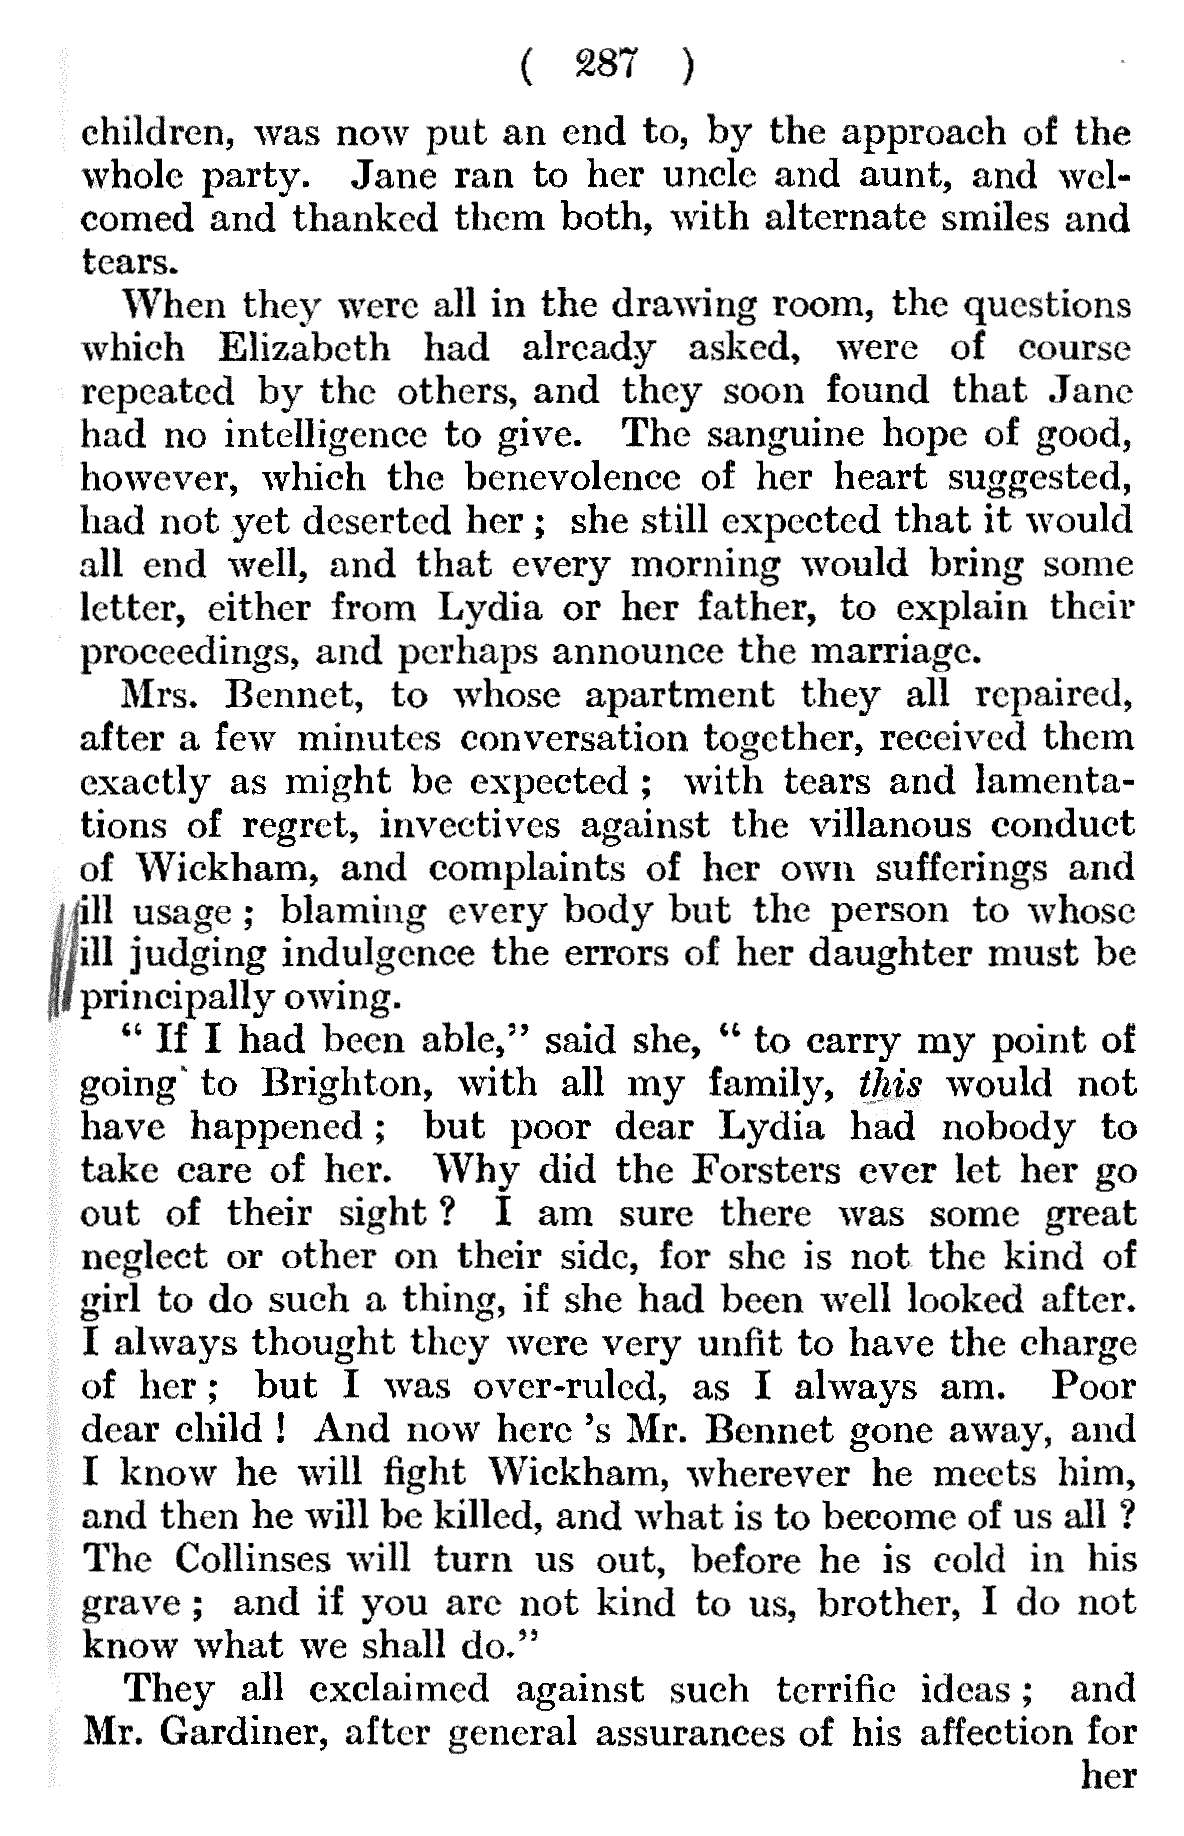 ( 287 )
children, was now put an end to, by the approach of the
whole party. Jane ran to her uncle and aunt, and wel-
comed and thanked them both, with alternate smiles and
tears.
When they were all in the drawing room, the questions
which Elizabeth had already asked, were of course
repeated by the others, and they soon found that Jane
had no intelligence to give. The sanguine hope of good,
however, which the benevolence of her heart suggested,
had not yet deserted her ; she still expected that it would
all end well, and that every morning would bring some
letter, either from Lydia or her father, to explain their
proceedings, and perhaps announce the marriage.
Mrs. Bennet, to whose apartment they all repaired,
after a few minutes conversation together, received them
exactly as might be expected ; with tears and lamenta-
tions of regret, invectives against the villanous conduct
of Wickham, and complaints of her own sufferings and
ill usage ; blaming every body but the person to whose
ill judging indulgence the errors of her daughter must be
principally owing.
“ If I had been able,” said she, “ to carry my point of
going to Brighton, with all my family, this would not
have happened ; but poor dear Lydia had nobody to
take care of her. Why did the Forsters ever let her go
out of their sight ? I am sure there was some great
neglect or other on their side, for she is not the kind of
girl to do such a thing, if she had been well looked after.
I always thought they were very unfit to have the charge
of her ; but I was over-ruled, as I always am. Poor
dear child ! And now here ’s Mr. Bennet gone away, and
I know he will fight Wickham, wherever he meets him,
and then he will be killed, and what is to become of us all ?
The Collinses will turn us out, before he is cold in his
grave ; and if you are not kind to us, brother, I do not
know what we shall do.”
They all exclaimed against such terrific ideas ; and
Mr. Gardiner, after general assurances of his affection for
her